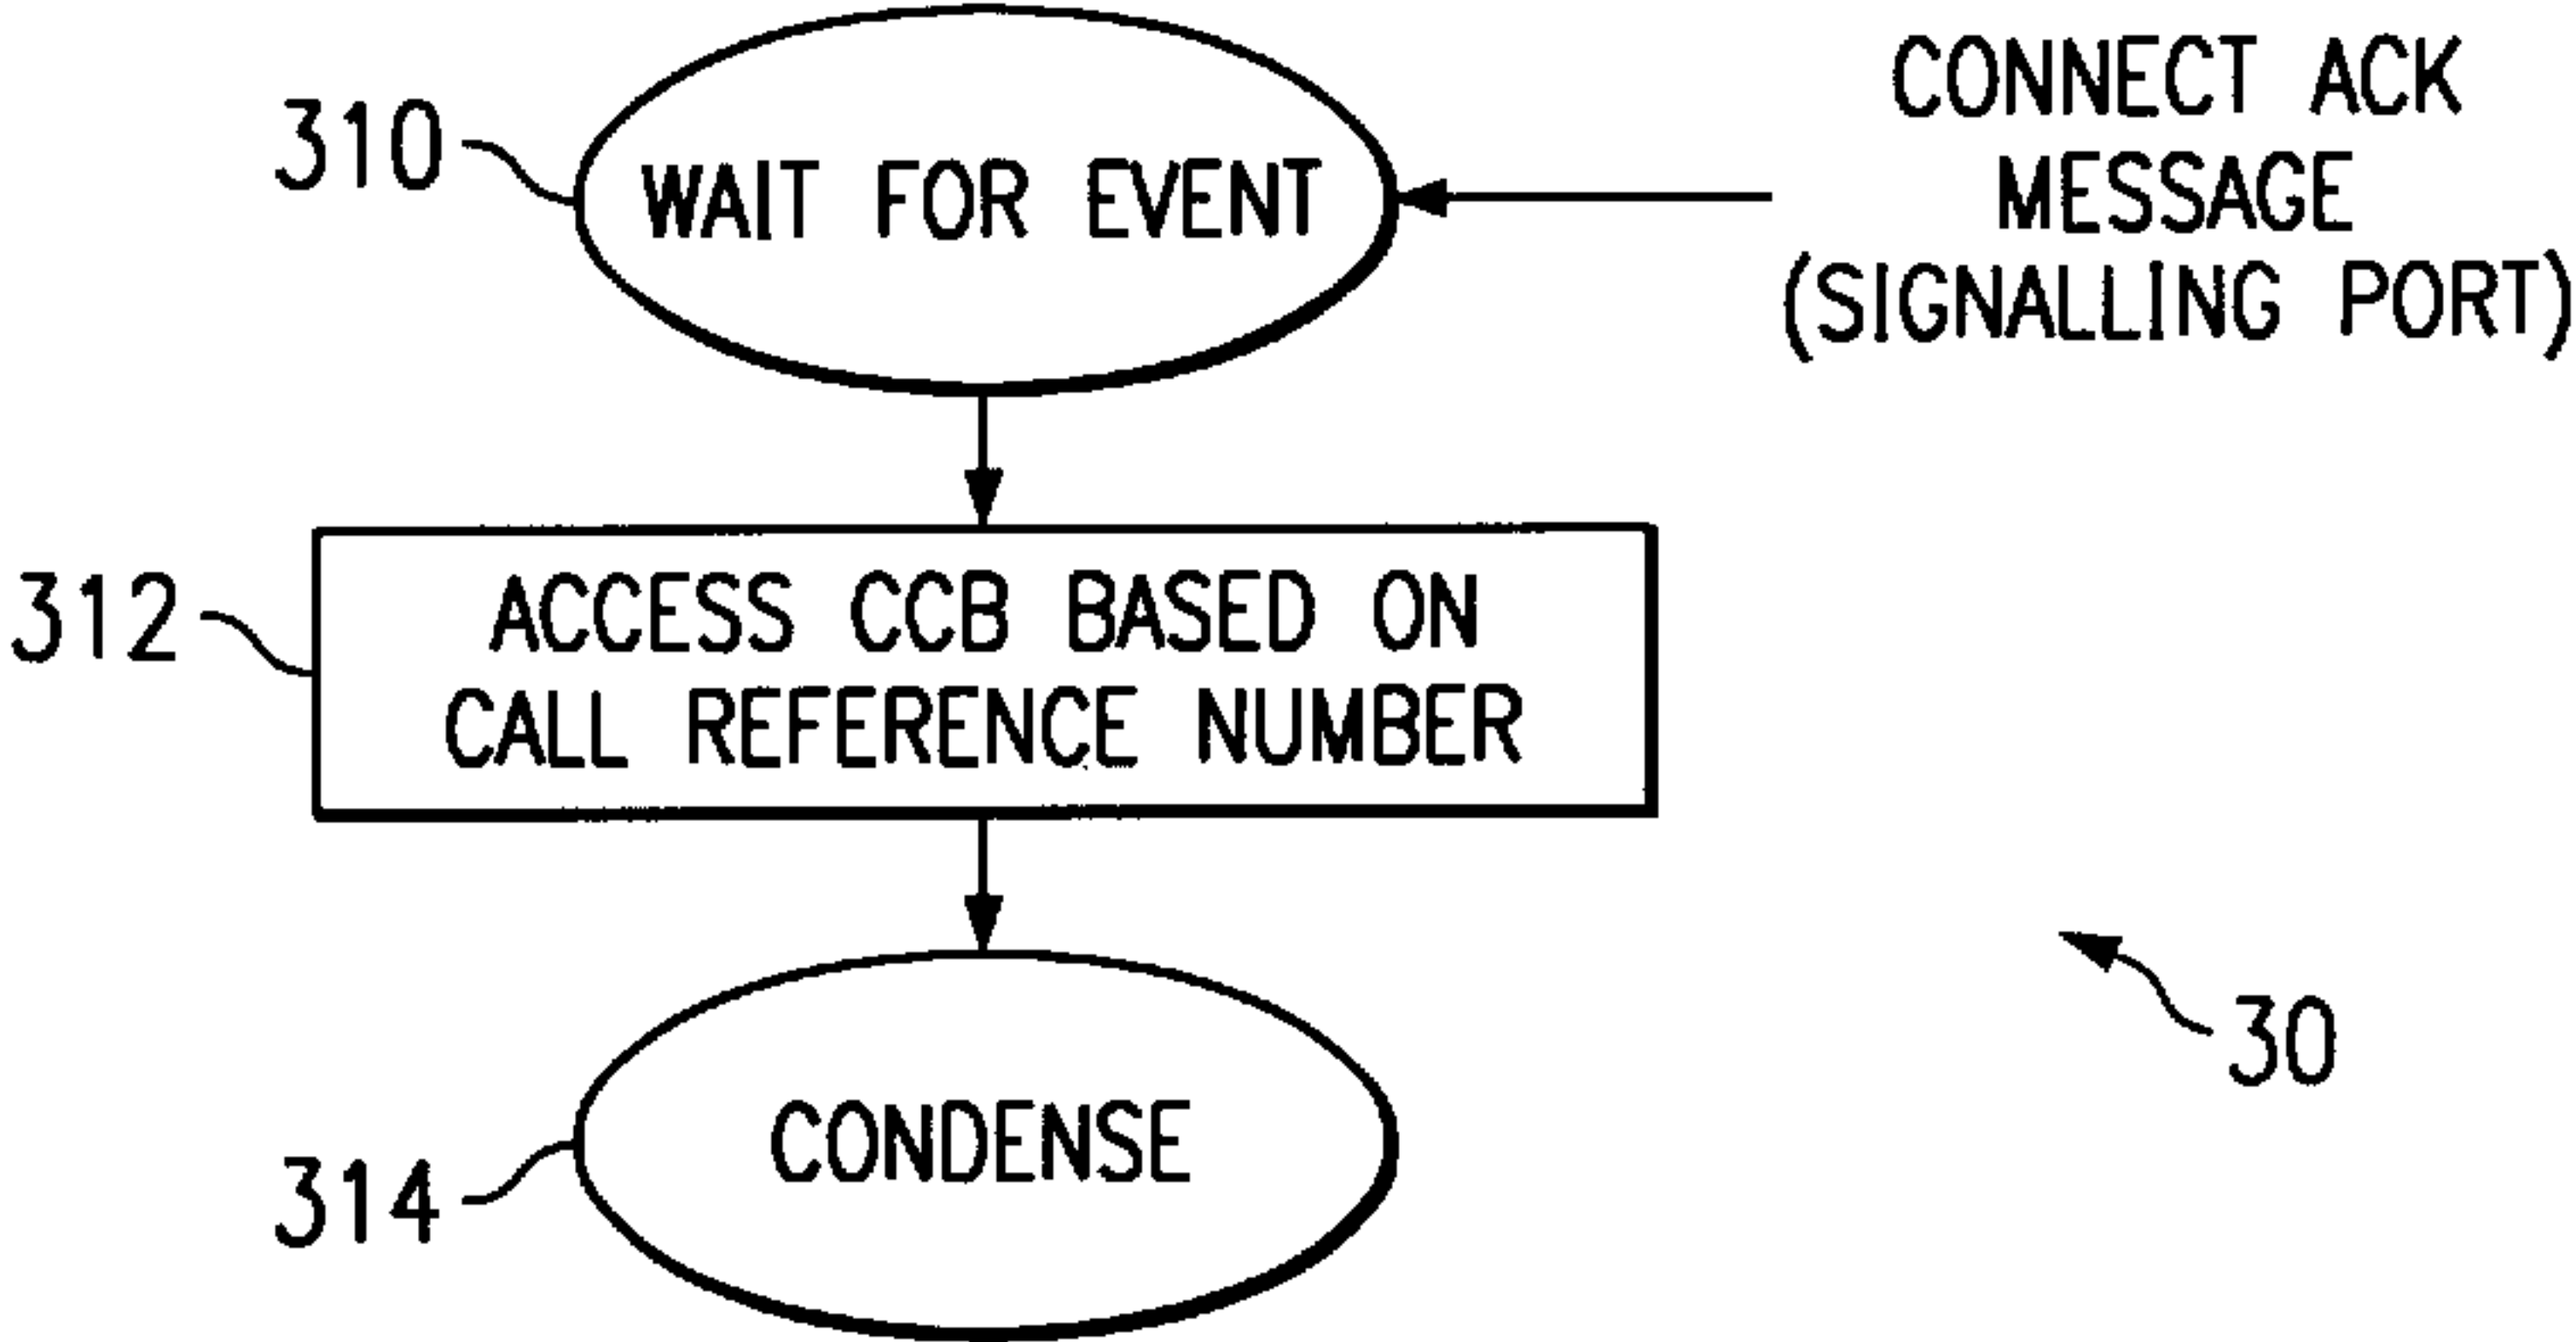 CONNECT ACK
MESSAGE
(SIGNALLING PORT)
310
WAIT FOR EVENT
312
ACCESS CCB BASED ON
CALL REFERENCE NUMBER
314
CONDENSE
30